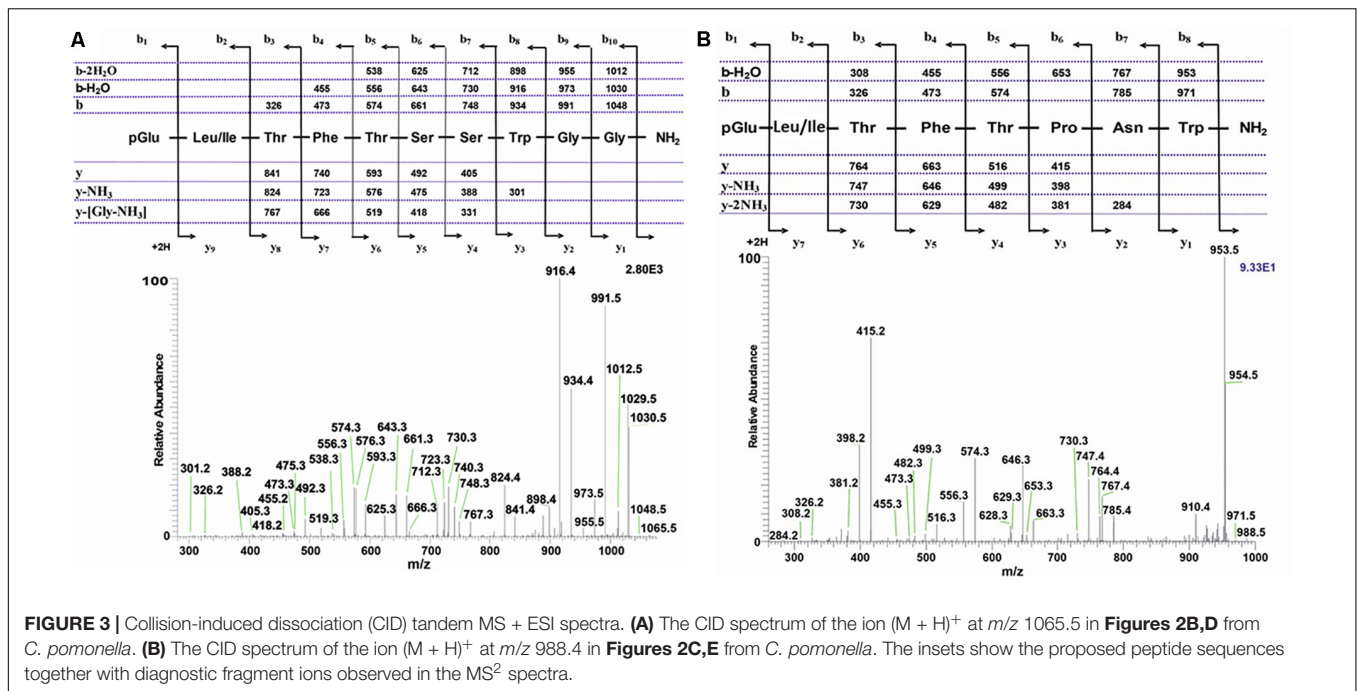 A
b₁ b₂ b₃ b₄ b₅ b₆ b₇ b₈ b₉ b₁₀
b-2H₂O 538 625 712 898 955 1012
b-H₂O 455 556 643 730 916 973 1030
b 326 473 574 661 748 934 991 1048
pGlu Leu/Ile Thr Phe Thr Ser Ser Trp Gly Gly NH₂
y 841 740 593 492 405
y-NH₃ 824 723 576 475 388 301
y-[Gly-NH₃] 767 666 519 418 331
+2H y₉ y₈ y₇ y₆ y₅ y₄ y₃ y₂ y₁
916.4 2.80E3
100
991.5
1012.5
934.4
1029.5
1030.5
574.3 643.3
556.3 576.3 661.3 730.3
538.3 593.3 723.3
301.2 388.2 475.3 712.3 740.3 824.4
326.2 473.3 492.3 748.3 973.5
455.2 625.3 898.4
405.3 519.3 666.3 767.3 841.4 1048.5
418.2 955.5 1065.5
0
300 400 500 600 700 800 900 1000
Relative Abundance
m/z
B
b₁ b₂ b₃ b₄ b₅ b₆ b₇ b₈
b-H₂O 308 455 556 653 767 953
b 326 473 574 785 971
pGlu Leu/Ile Thr Phe Thr Pro Asn Trp NH₂
y 764 663 516 415
y-NH₃ 747 646 499 398
y-2NH₃ 730 629 482 381 284
+2H y₇ y₆ y₅ y₄ y₃ y₂ y₁
953.5
100 9.33E1
415.2
954.5
398.2 499.3 730.3
482.3 574.3 646.3 747.4
381.2 473.3 653.3 764.4
326.2 556.3 629.3 767.4
308.2 455.3 516.3 628.3 663.3 785.4 910.4 971.5
284.2 988.5
0
300 400 500 600 700 800 900 1000
Relative Abundance
m/z
FIGURE 3 | Collision-induced dissociation (CID) tandem MS + ESI spectra. (A) The CID spectrum of the ion (M + H)⁺ at m/z 1065.5 in Figures 2B,D from
C. pomonella. (B) The CID spectrum of the ion (M + H)⁺ at m/z 988.4 in Figures 2C,E from C. pomonella. The insets show the proposed peptide sequences
together with diagnostic fragment ions observed in the MS² spectra.